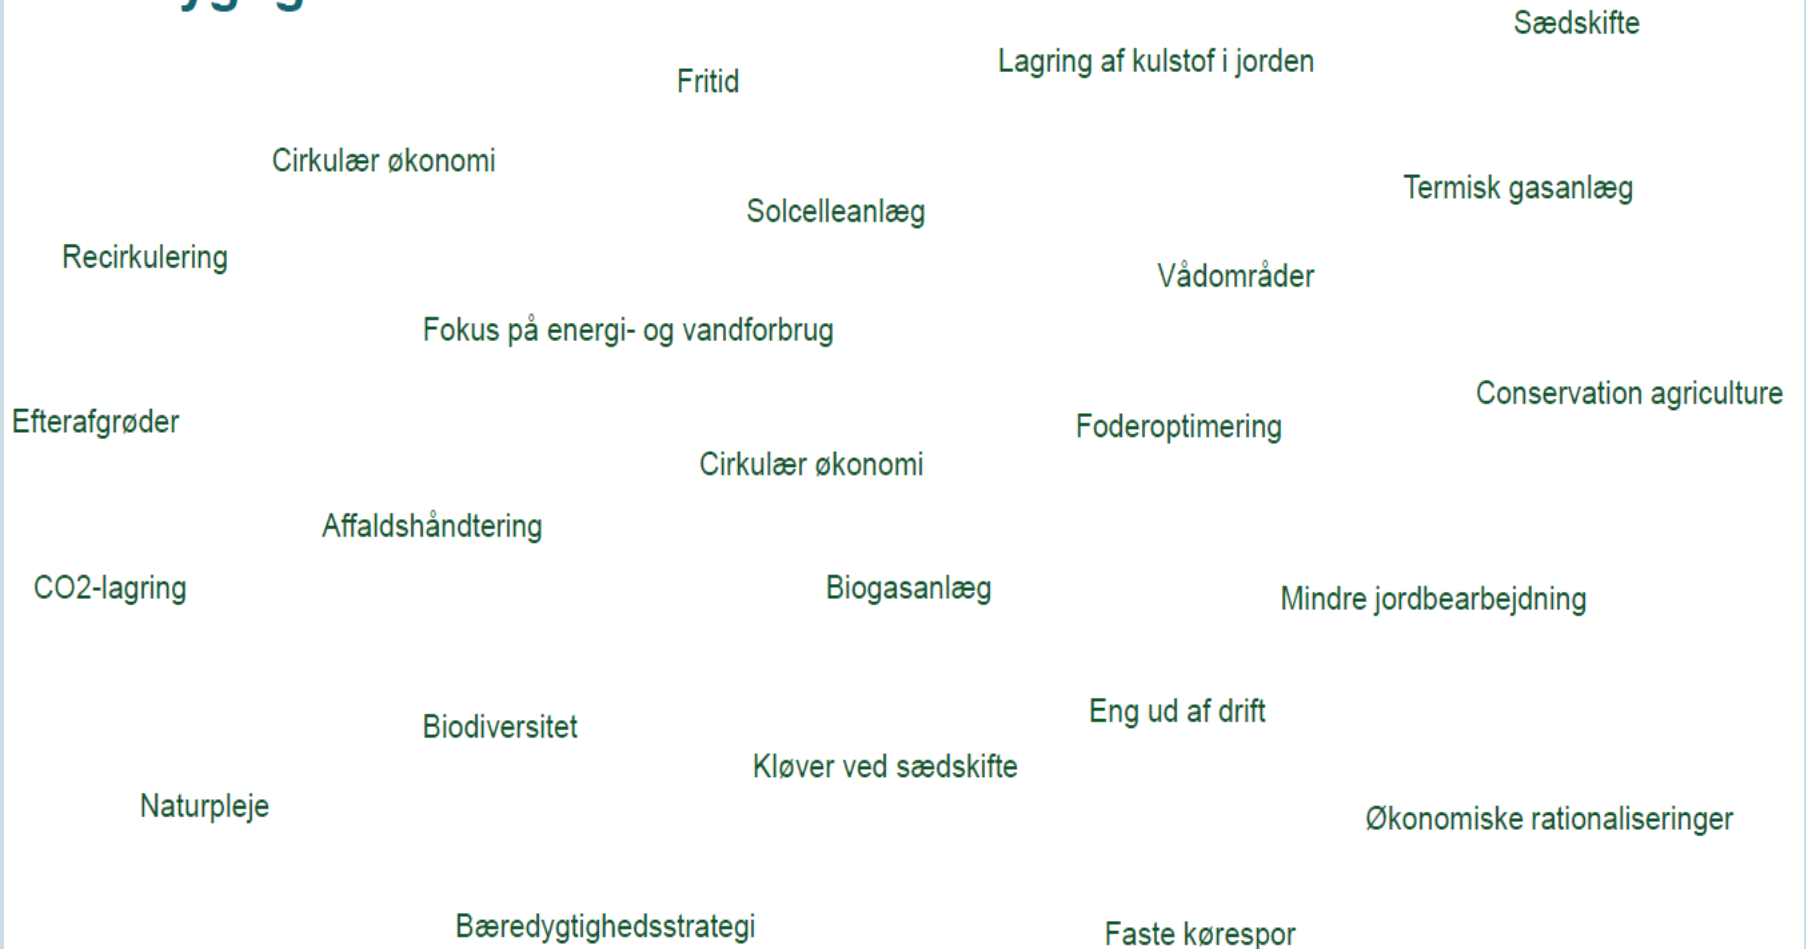 Sædskifte
Lagring af kulstof i jorden
Fritid
Cirkulær økonomi
Termisk gasanlæg
Solcelleanlæg
Recirkulering
Vådområder
Fokus på energi- og vandforbrug
Conservation agriculture
Efterafgrøder
Foderoptimering
Cirkulær økonomi
Affaldshåndtering
CO2-lagring
Biogasanlæg
Mindre jordbearbejdning
Eng ud af drift
Biodiversitet
Kløver ved sædskifte
Naturpleje
Økonomiske rationaliseringer
Bæredygtighedsstrategi
Faste kørespor